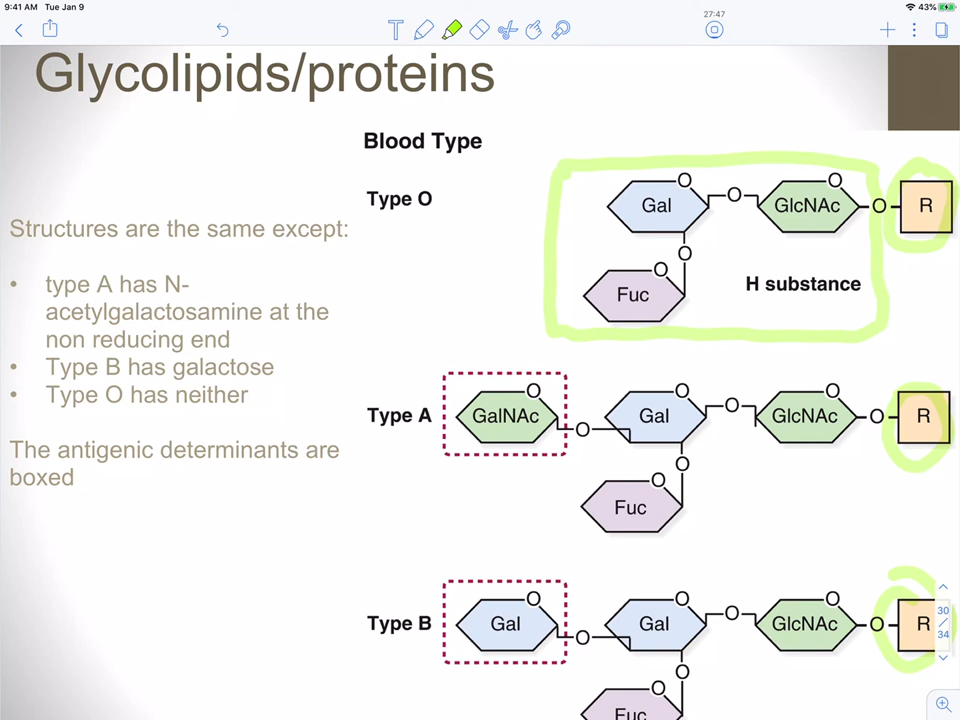 9:41 AM Tue Jan 9
43%
27:47
Glycolipids/proteins
Blood Type
Type O
Gal
O
O
GlcNAc
O
O
R
O
Fuc
O
H substance
Structures are the same except:
• type A has N-
acetylgalactosamine at the
non reducing end
• Type B has galactose
• Type O has neither
The antigenic determinants are
boxed
Type A
GalNAc
O
O
Gal
O
O
GlcNAc
O
O
R
O
Fuc
O
Type B
Gal
O
O
Gal
O
O
GlcNAc
O
O
R
O
Fuc
O
30
/
34